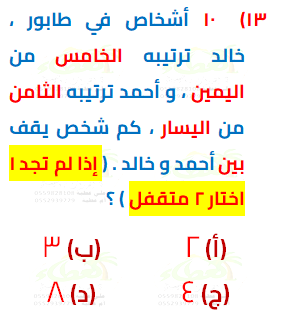 ١٣) ١٠ أشخاص في طابور ،
خالد ترتيبه الخامس من
اليمين ، و أحمد ترتيبه الثامن
من اليسار ، كم شخص يقف
بين أحمد و خالد . ( إذا لم تجد ١
اختار ٢ متقفل ) ؟
(أ) ٢ (ب) ٣
(ج) ٤ (د) ٨